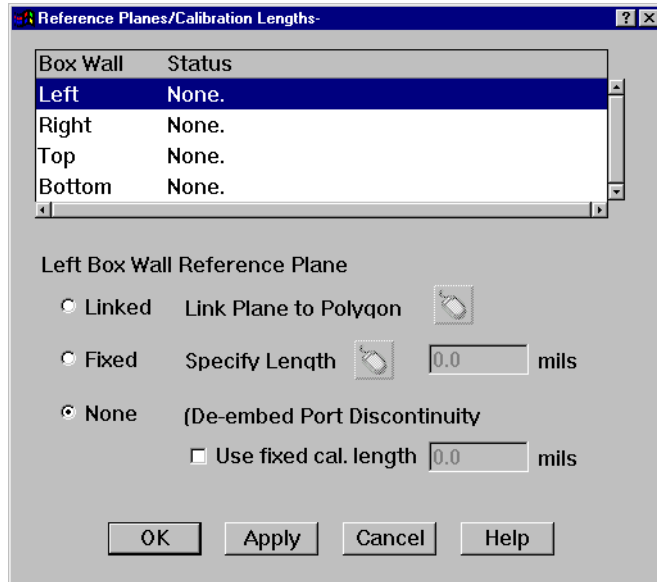 Reference Planes/Calibration Lengths-
Box Wall Status
Left None.
Right None.
Top None.
Bottom None.
Left Box Wall Reference Plane
Linked Link Plane to Polygon
Fixed Specify Length 0.0 mils
None (De-embed Port Discontinuity
Use fixed cal. length 0.0 mils
OK Apply Cancel Help